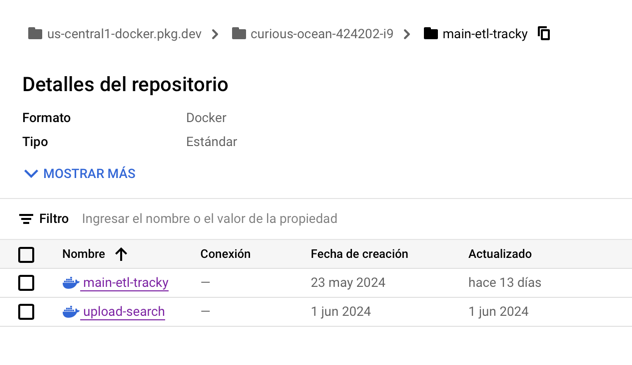 us-central1-docker.pkg.dev > curious-ocean-424202-i9 > main-etl-tracky
Detalles del repositorio
Formato Docker
Tipo Estándar
MOSTRAR MÁS
Filtro Ingresar el nombre o el valor de la propiedad
Nombre Conexión Fecha de creación Actualizado
main-etl-tracky — 23 may 2024 hace 13 días
upload-search — 1 jun 2024 1 jun 2024